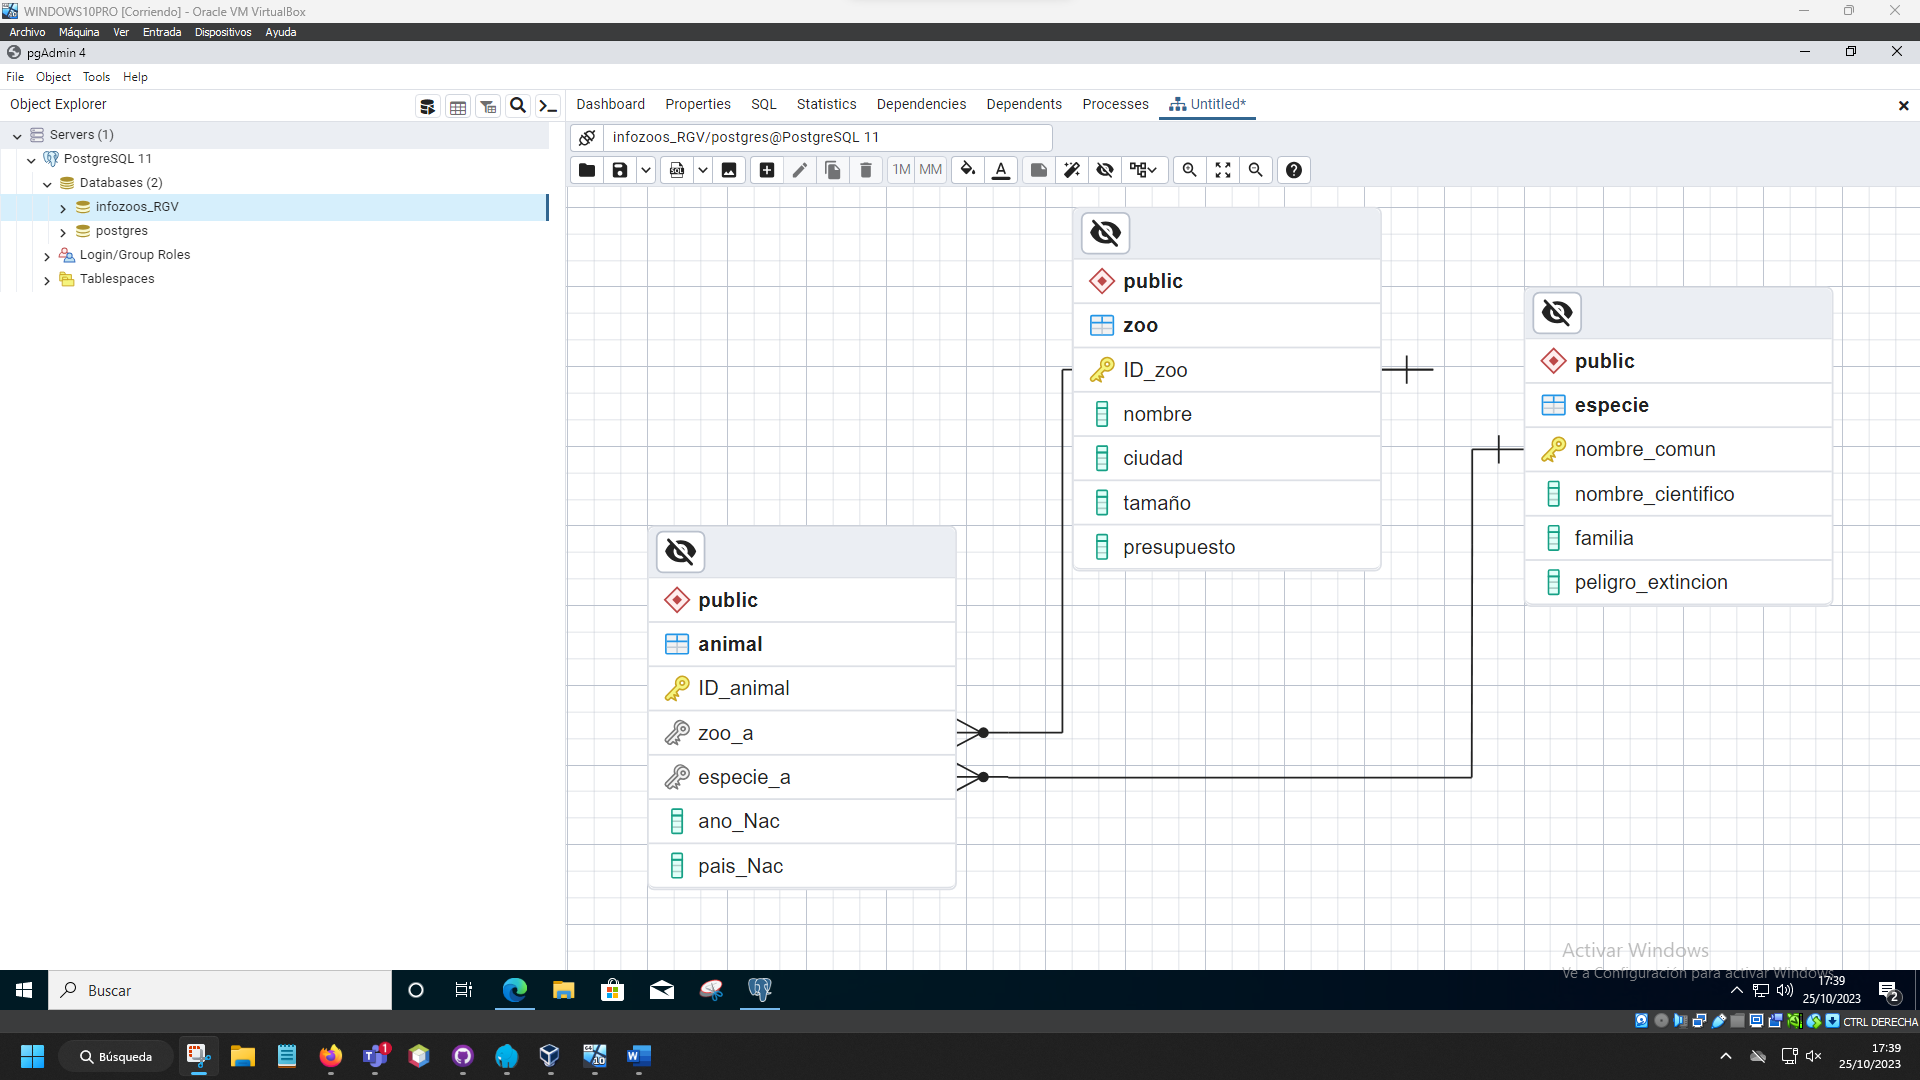 WINDOWS10PRO [Corriendo] - Oracle VM VirtualBox
Archivo Máquina Ver Entrada Dispositivos Ayuda
pgAdmin 4
File Object Tools Help
Object Explorer
Dashboard Properties SQL Statistics Dependencies Dependents Processes Untitled*
Servers (1)
PostgreSQL 11
Databases (2)
infozoos_RGV
postgres
Login/Group Roles
Tablespaces
infozoos_RGV/postgres@PostgreSQL 11
SQL 1M MM A
public
zoo
ID_zoo
nombre
ciudad
tamaño
presupuesto
public
especie
nombre_comun
nombre_cientifico
familia
peligro_extincion
public
animal
ID_animal
zoo_a
especie_a
ano_Nac
pais_Nac
Activar Windows
Ve a Configuración para activar Windows.
Buscar
17:39
25/10/2023
2
CTRL DERECHA
Búsqueda
1
17:39
25/10/2023